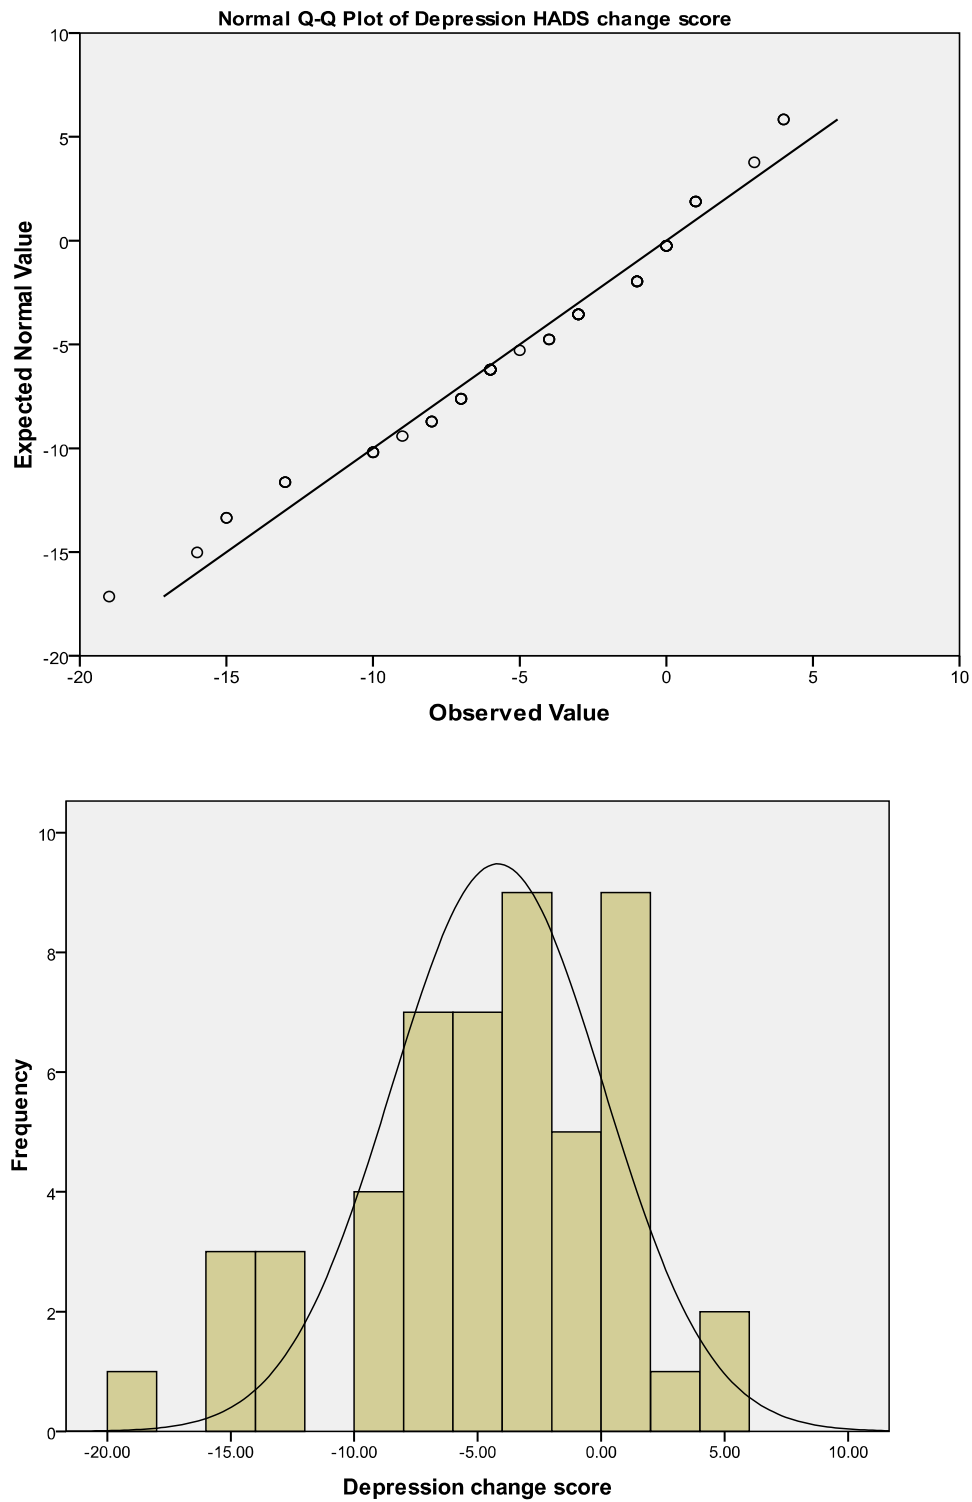 Normal Q-Q Plot of Depression HADS change score
10
5
0
-5
-10
-15
-20
Expected Normal Value
-20 -15 -10 -5 0 5 10
Observed Value
10
8
6
4
2
0
Frequency
-20.00 -15.00 -10.00 -5.00 0.00 5.00 10.00
Depression change score